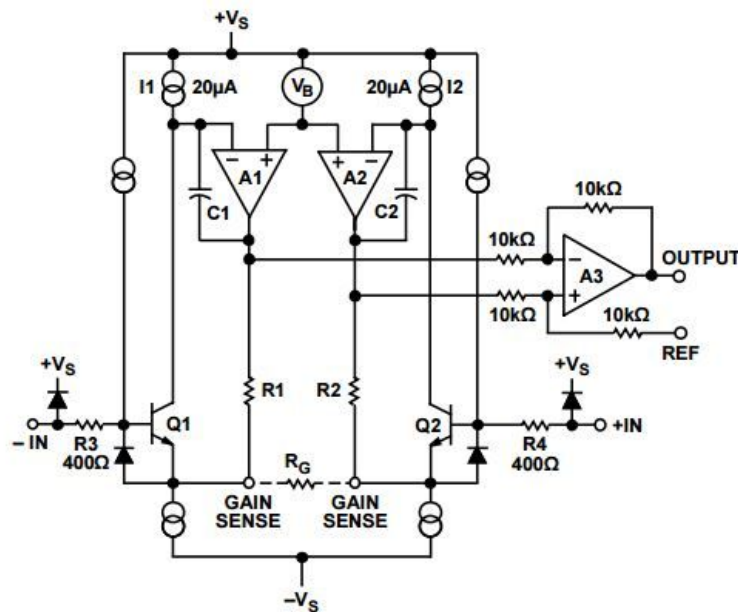 +VS
I1 20µA VB 20µA I2
− + + −
A1 A2
C1 C2
10kΩ
10kΩ
−
A3
OUTPUT
+
10kΩ
10kΩ
REF
+VS
R1 R2
+VS
− IN
R3
400Ω
Q1
Q2
R4
400Ω
+IN
RG
GAIN
SENSE
GAIN
SENSE
−VS